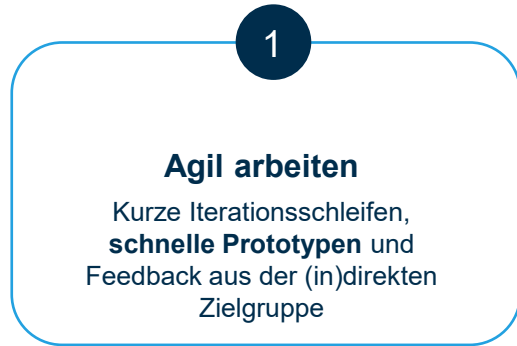 1
Agil arbeiten
Kurze Iterationsschleifen,
schnelle Prototypen und
Feedback aus der (in)direkten
Zielgruppe